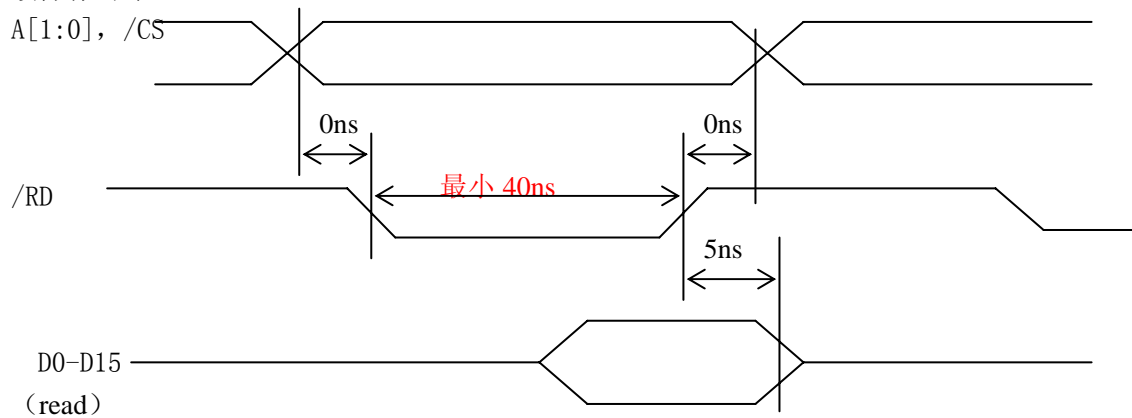 A[1:0], /CS
0ns
0ns
最小 40ns
/RD
5ns
D0-D15
（read）